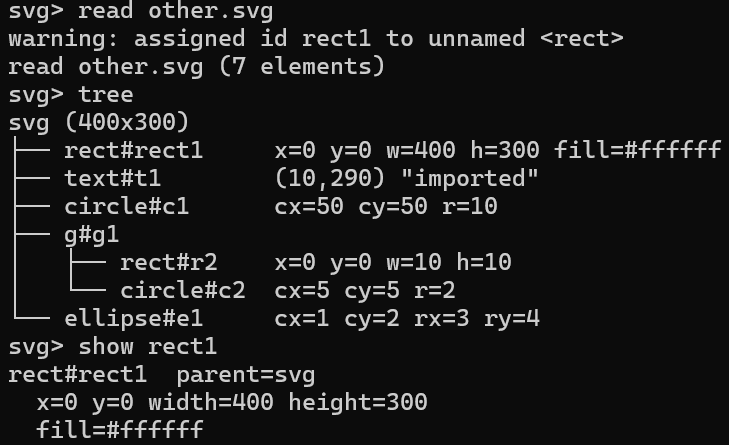 svg> read other.svg
warning: assigned id rect1 to unnamed <rect>
read other.svg (7 elements)
svg> tree
svg (400x300)
├── rect#rect1     x=0 y=0 w=400 h=300 fill=#ffffff
├── text#t1        (10,290) "imported"
├── circle#c1      cx=50 cy=50 r=10
├── g#g1
│   ├── rect#r2    x=0 y=0 w=10 h=10
│   └── circle#c2  cx=5 cy=5 r=2
└── ellipse#e1     cx=1 cy=2 rx=3 ry=4
svg> show rect1
rect#rect1  parent=svg
  x=0 y=0 width=400 height=300
  fill=#ffffff